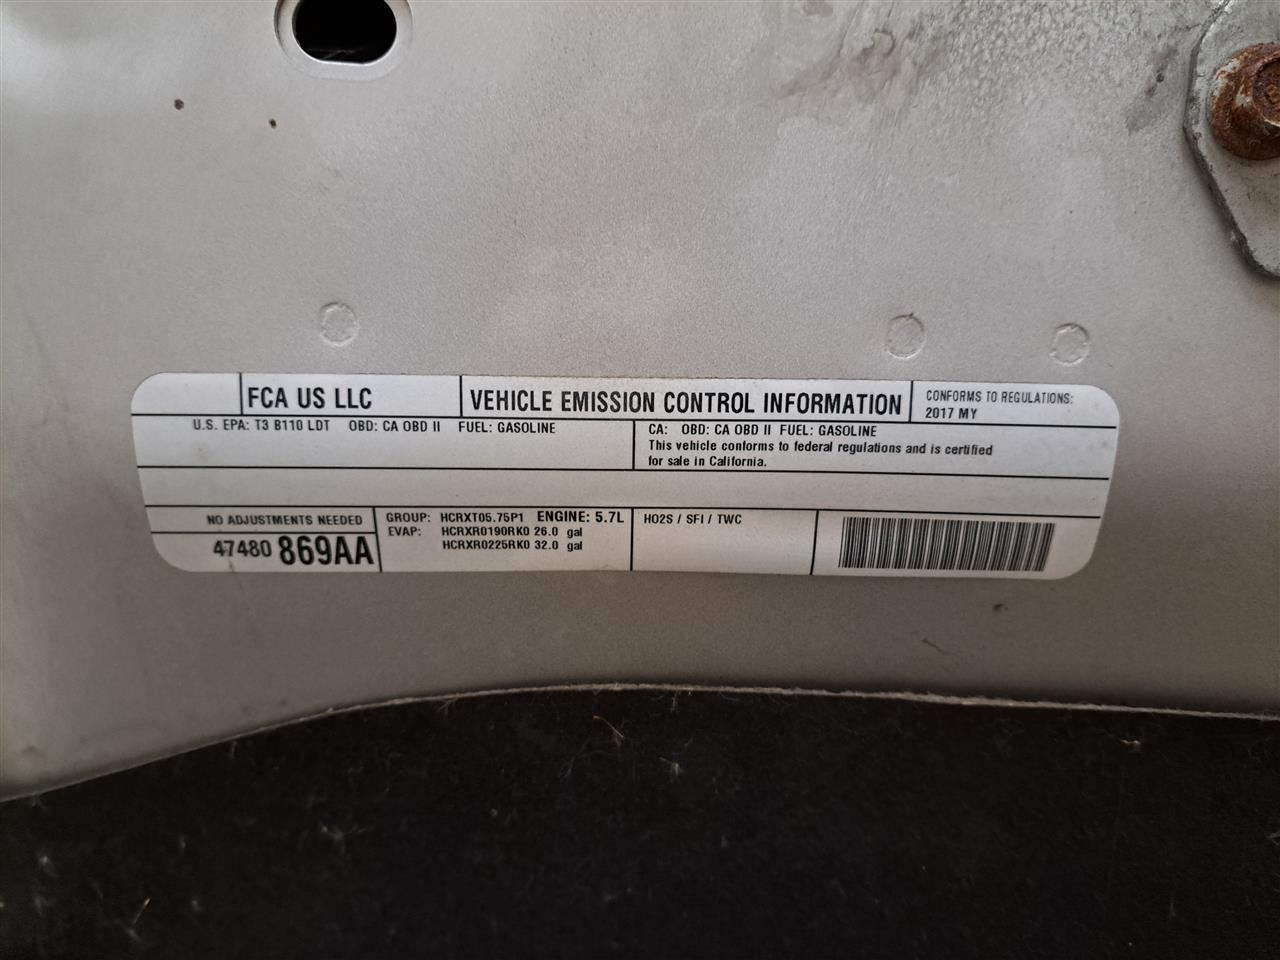 FCA US LLC
VEHICLE EMISSION CONTROL INFORMATION
CONFORMS TO REGULATIONS:
2017 MY
U.S. EPA: T3 B110 LDT OBD: CA OBD II FUEL: GASOLINE
CA: OBD: CA OBD II FUEL: GASOLINE
This vehicle conforms to federal regulations and is certified
for sale in California.
NO ADJUSTMENTS NEEDED
47480 869AA
GROUP: HCRXT05.75P1 ENGINE: 5.7L
EVAP: HCRXR0190RK0 26.0 gal
HCRXR0225RK0 32.0 gal
HO2S / SFI / TWC